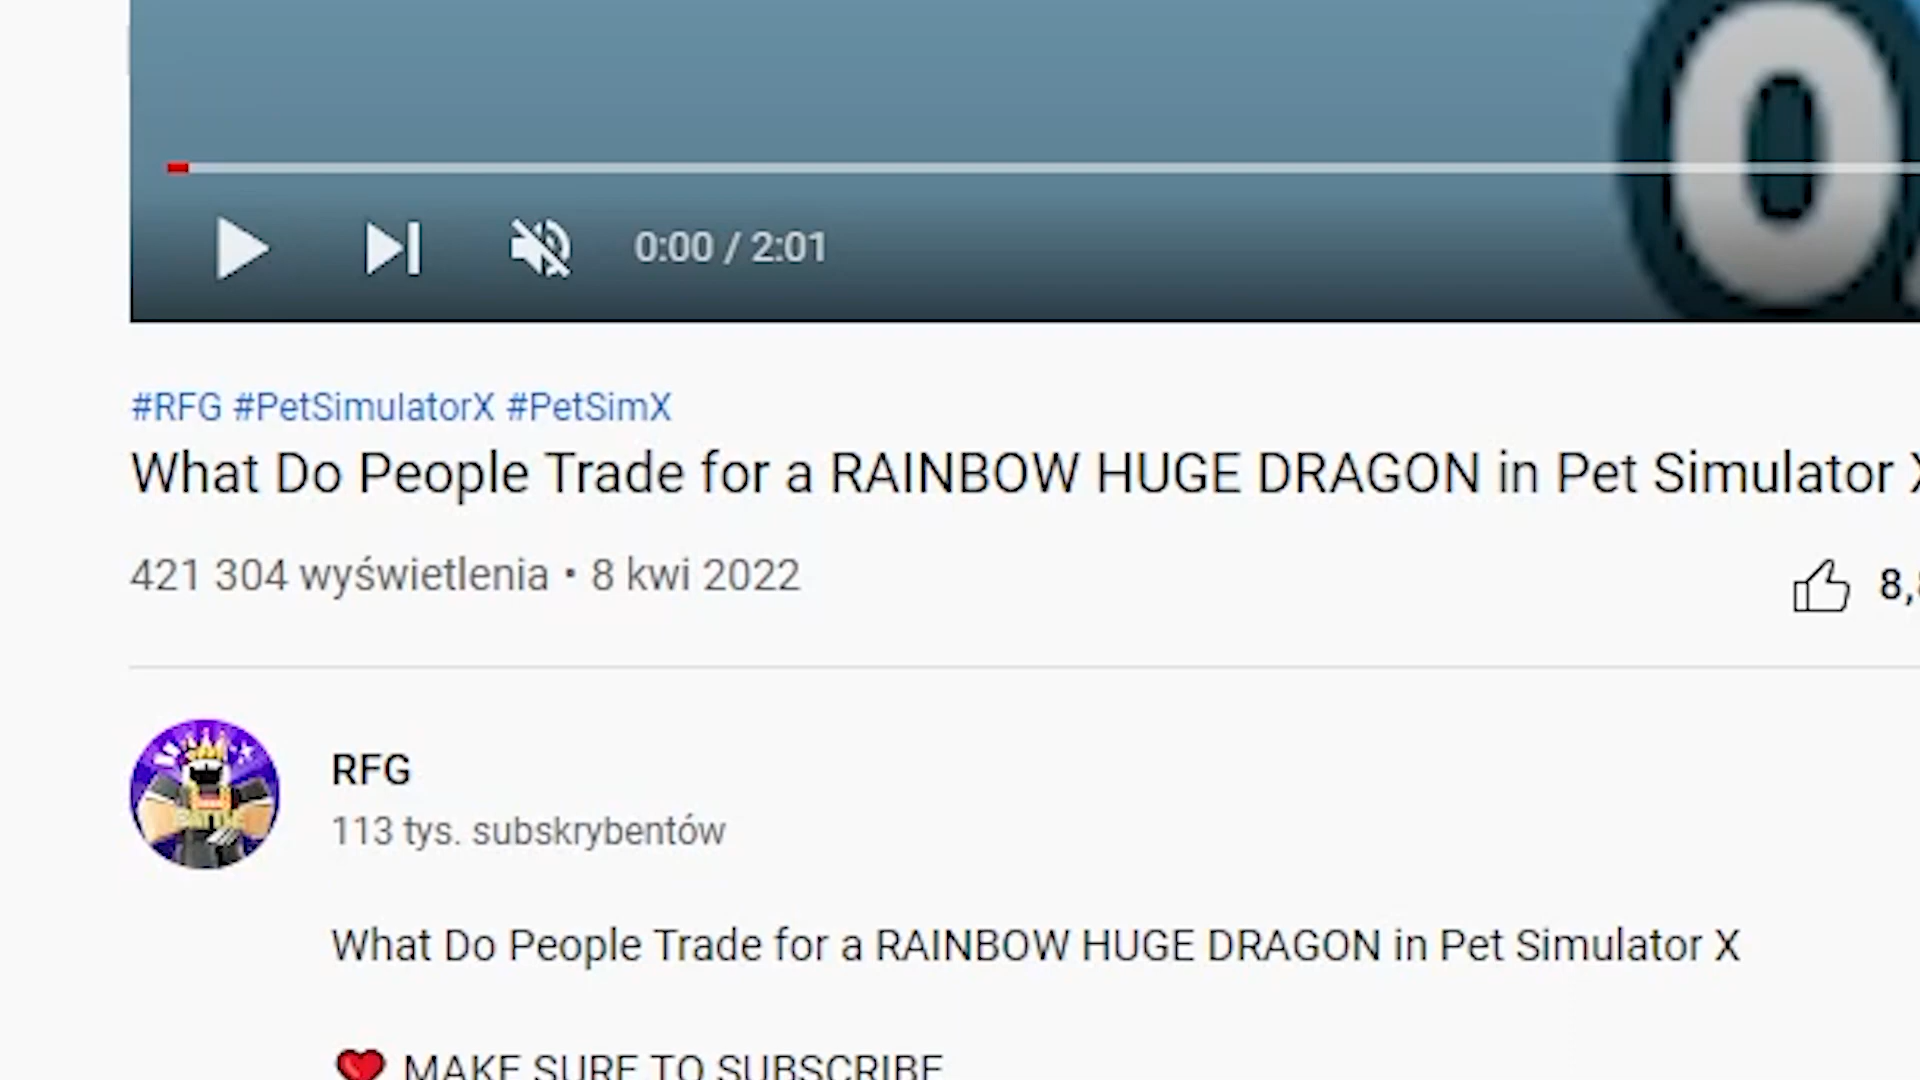 0:00 / 2:01
#RFG #PetSimulatorX #PetSimX
What Do People Trade for a RAINBOW HUGE DRAGON in Pet Simulator X
421 304 wyświetlenia • 8 kwi 2022
8,
RFG
113 tys. subskrybentów
What Do People Trade for a RAINBOW HUGE DRAGON in Pet Simulator X
❤️ MAKE SURE TO SUBSCRIBE